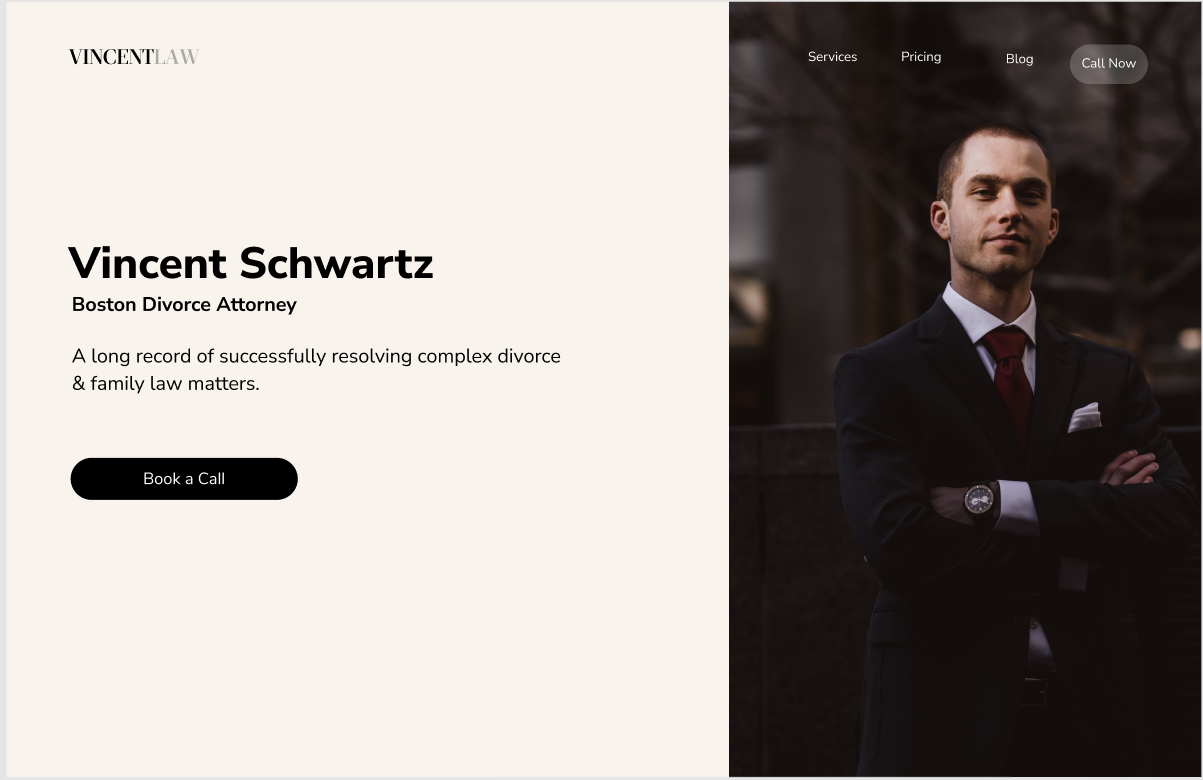 VINCENTLAW
Services
Pricing
Blog
Call Now
Vincent Schwartz
Boston Divorce Attorney
A long record of successfully resolving complex divorce
& family law matters.
Book a Call